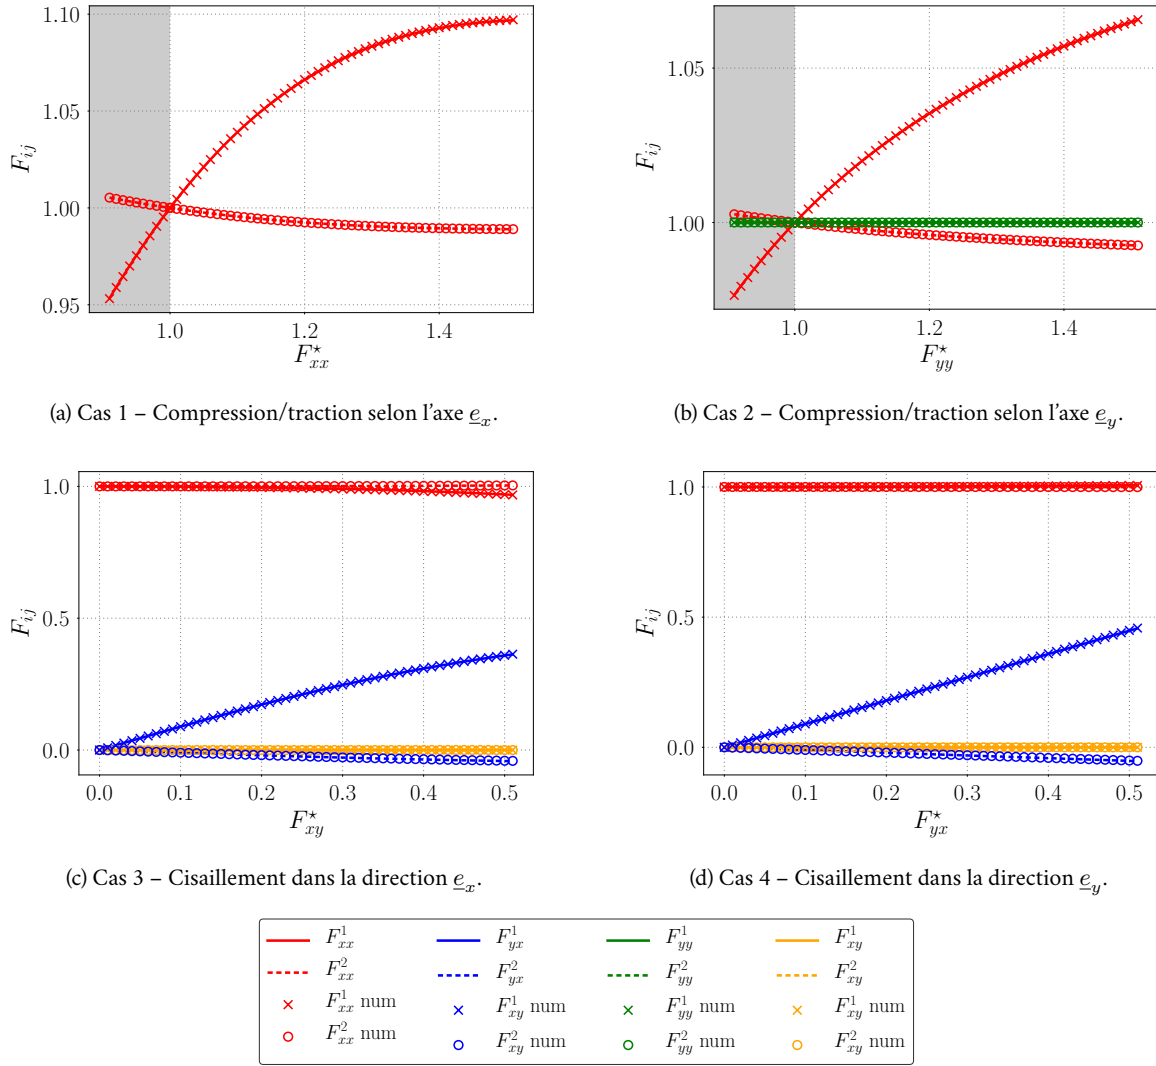 1.10
1.05
1.00
0.95
F_{ij}
1.0 1.2 1.4
F^⋆_{xx}
(a) Cas 1 – Compression/traction selon l'axe e_x.
1.05
1.00
F_{ij}
1.0 1.2 1.4
F^⋆_{yy}
(b) Cas 2 – Compression/traction selon l'axe e_y.
1.0
0.5
0.0
F_{ij}
0.0 0.1 0.2 0.3 0.4 0.5
F^⋆_{xy}
(c) Cas 3 – Cisaillement dans la direction e_x.
1.0
0.5
0.0
F_{ij}
0.0 0.1 0.2 0.3 0.4 0.5
F^⋆_{yx}
(d) Cas 4 – Cisaillement dans la direction e_y.
F^1_{xx} F^1_{yx} F^1_{yy} F^1_{xy}
F^2_{xx} F^2_{yx} F^2_{yy} F^2_{xy}
F^1_{xx} num F^1_{xy} num F^1_{yy} num F^1_{xy} num
F^2_{xx} num F^2_{xy} num F^2_{yy} num F^2_{xy} num